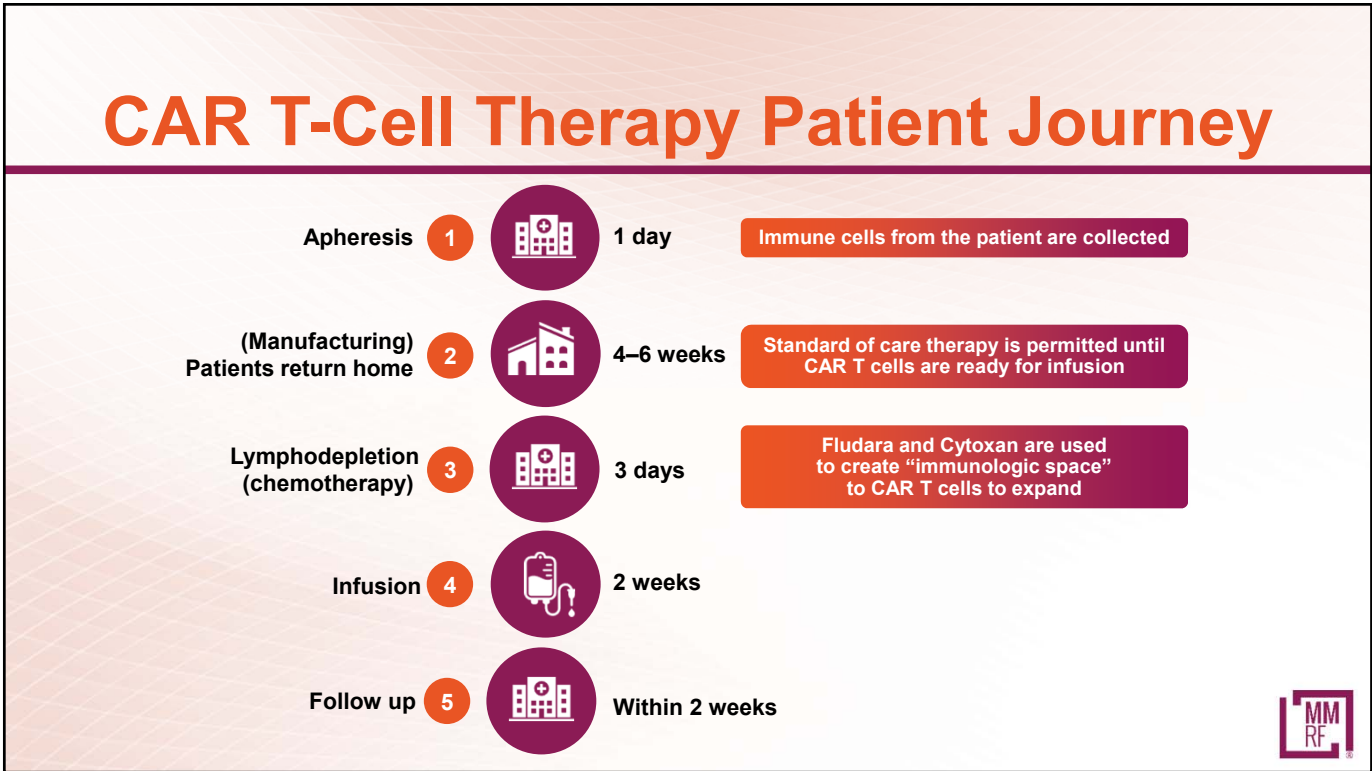 CAR T-Cell Therapy Patient Journey
Apheresis
1
1 day
Immune cells from the patient are collected
(Manufacturing)
Patients return home
2
4–6 weeks
Standard of care therapy is permitted until
CAR T cells are ready for infusion
Lymphodepletion
(chemotherapy)
3
3 days
Fludara and Cytoxan are used
to create “immunologic space”
to CAR T cells to expand
Infusion
4
2 weeks
Follow up
5
Within 2 weeks
MM
RF
®